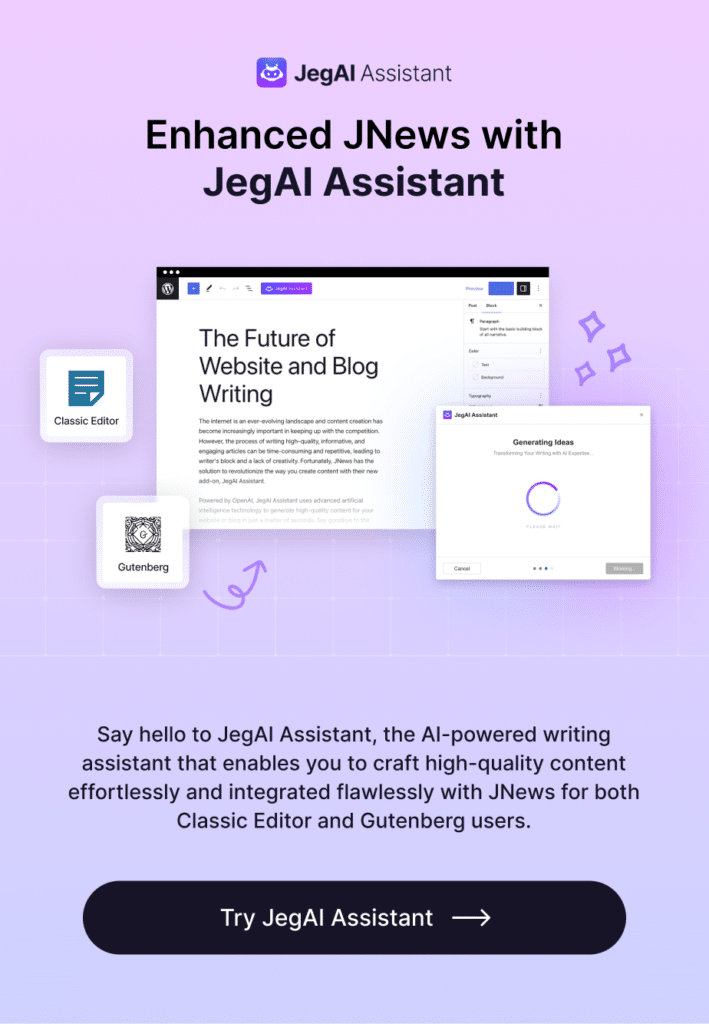 JegAI Assistant
Enhanced JNews with
JegAI Assistant
JegAI Assistant
Preview
Post Block
The Future of
Website and Blog
Writing
Paragraph
Start with the basic building block
of all narrative.
Color
Text
Background
Typography
Classic Editor
The internet is an ever-evolving landscape and content creation has
become increasingly important in keeping up with the competition.
However, the process of writing high-quality, informative, and
engaging articles can be time-consuming and repetitive, leading to
writer's block and a lack of creativity. Fortunately, JNews has the
solution to revolutionize the way you create content with their new
add-on, JegAI Assistant.
Powered by OpenAI, JegAI Assistant uses advanced artificial
intelligence technology to generate high-quality content for your
website or blog in just a matter of seconds. Say goodbye to the
JegAI Assistant
Generating Ideas
Transforming Your Writing with AI Expertise...
PLEASE WAIT
Cancel
Working...
G
Gutenberg
Say hello to JegAI Assistant, the AI-powered writing
assistant that enables you to craft high-quality content
effortlessly and integrated flawlessly with JNews for both
Classic Editor and Gutenberg users.
Try JegAI Assistant